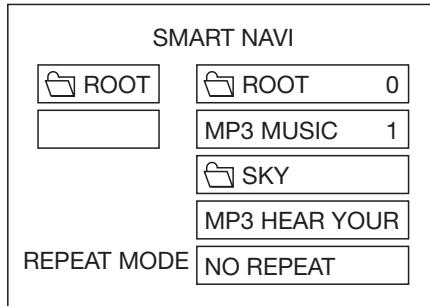 SMART NAVI
ROOT ROOT 0
MP3 MUSIC 1
SKY
MP3 HEAR YOUR
REPEAT MODE NO REPEAT